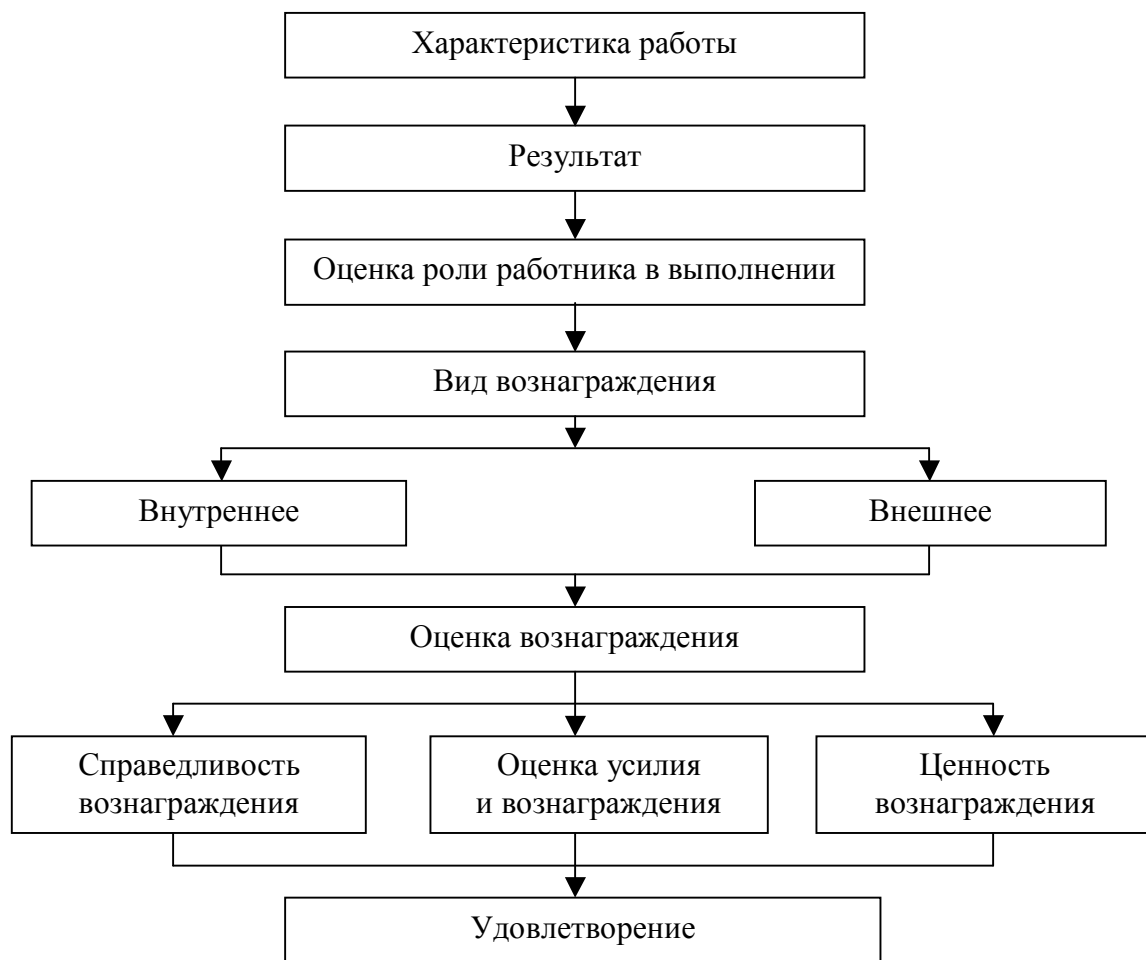 Характеристика работы
Результат
Оценка роли работника в выполнении
Вид вознаграждения
Внутреннее
Внешнее
Оценка вознаграждения
Справедливость
вознаграждения
Оценка усилия
и вознаграждения
Ценность
вознаграждения
Удовлетворение